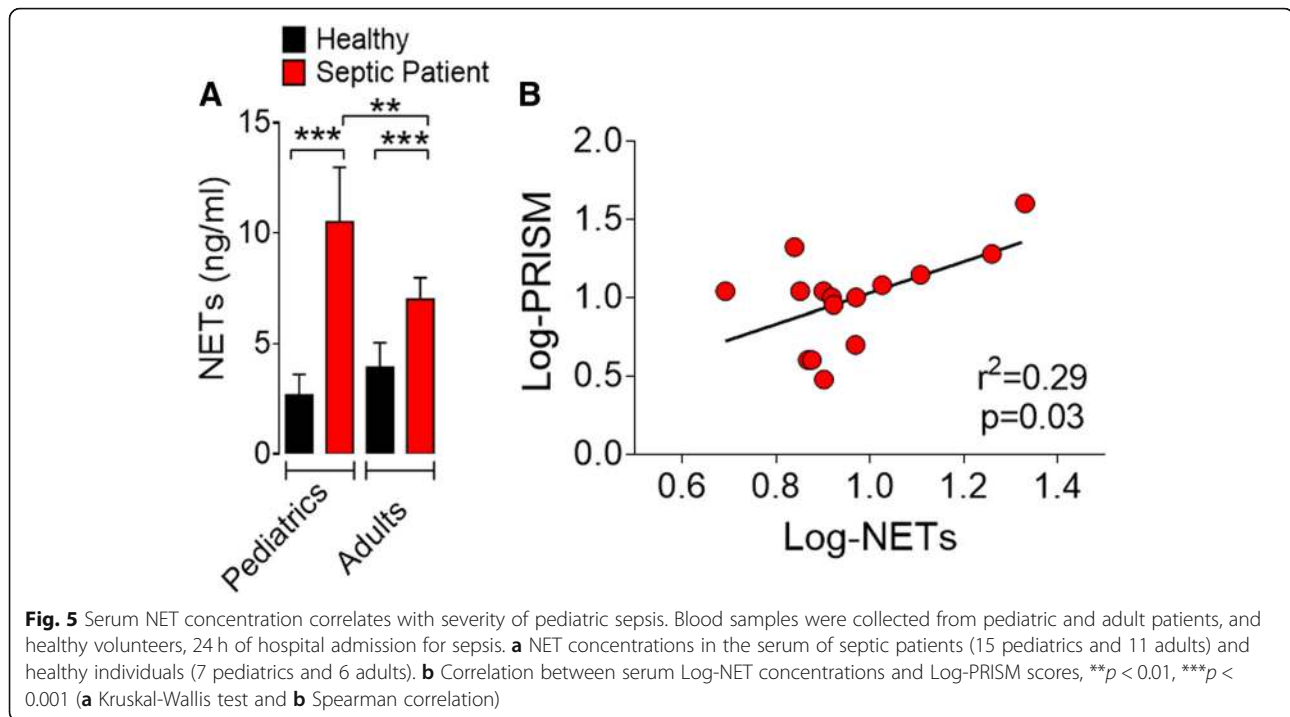 Healthy
Septic Patient
A
B
**
***
***
15
10
5
0
NETs (ng/ml)
Pediatrics
Adults
2.0
1.5
1.0
0.5
0.0
Log-PRISM
r²=0.29
p=0.03
0.6 0.8 1.0 1.2 1.4
Log-NETs
Fig. 5 Serum NET concentration correlates with severity of pediatric sepsis. Blood samples were collected from pediatric and adult patients, and
healthy volunteers, 24 h of hospital admission for sepsis. a NET concentrations in the serum of septic patients (15 pediatrics and 11 adults) and
healthy individuals (7 pediatrics and 6 adults). b Correlation between serum Log-NET concentrations and Log-PRISM scores, **p < 0.01, ***p <
0.001 (a Kruskal-Wallis test and b Spearman correlation)